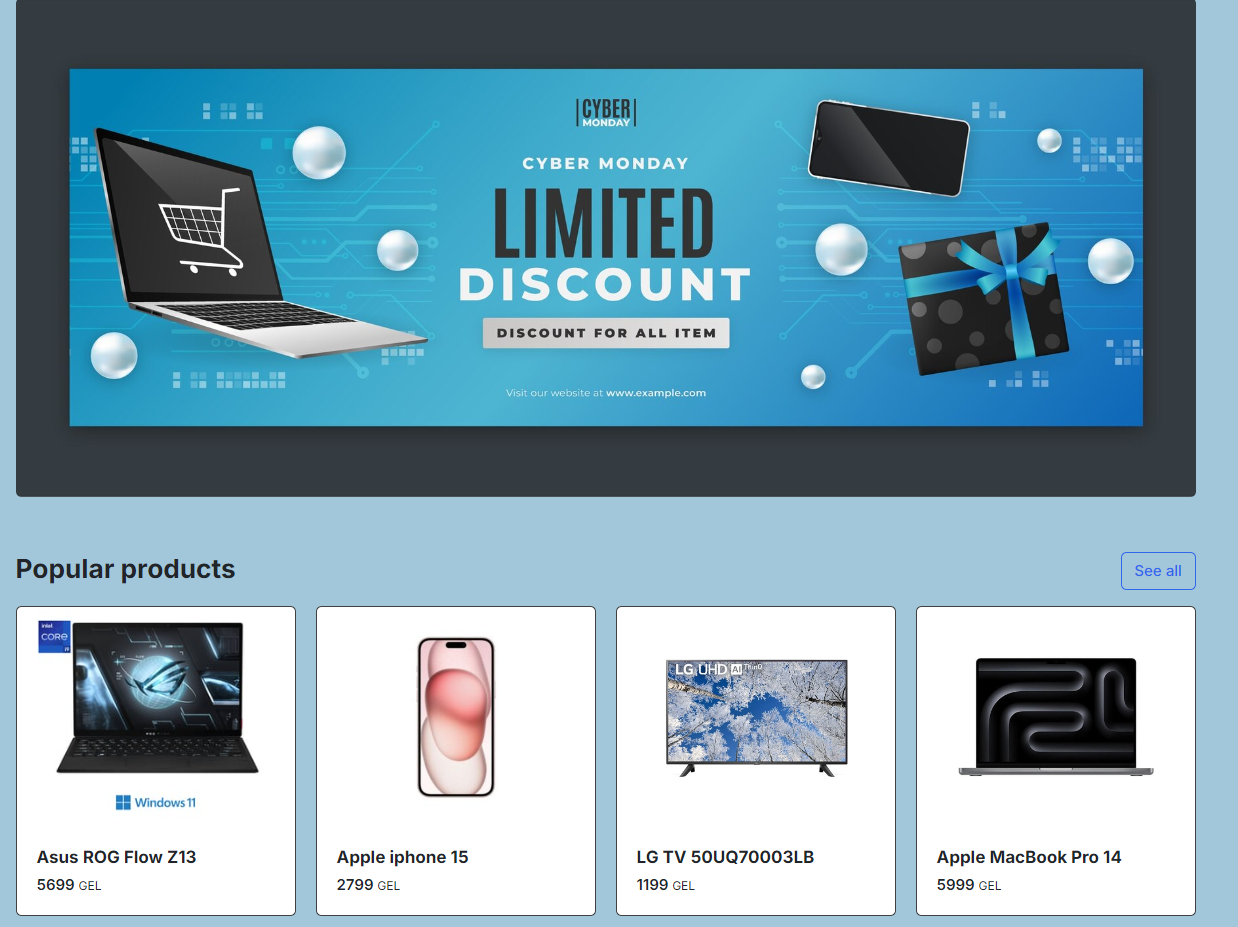 CYBER
MONDAY
CYBER MONDAY
LIMITED
DISCOUNT
DISCOUNT FOR ALL ITEM
Visit our website at www.example.com
Popular products
See all
intel
CORE
i9
Windows 11
LG UHD AI ThinQ
Asus ROG Flow Z13
5699 GEL
Apple iphone 15
2799 GEL
LG TV 50UQ70003LB
1199 GEL
Apple MacBook Pro 14
5999 GEL